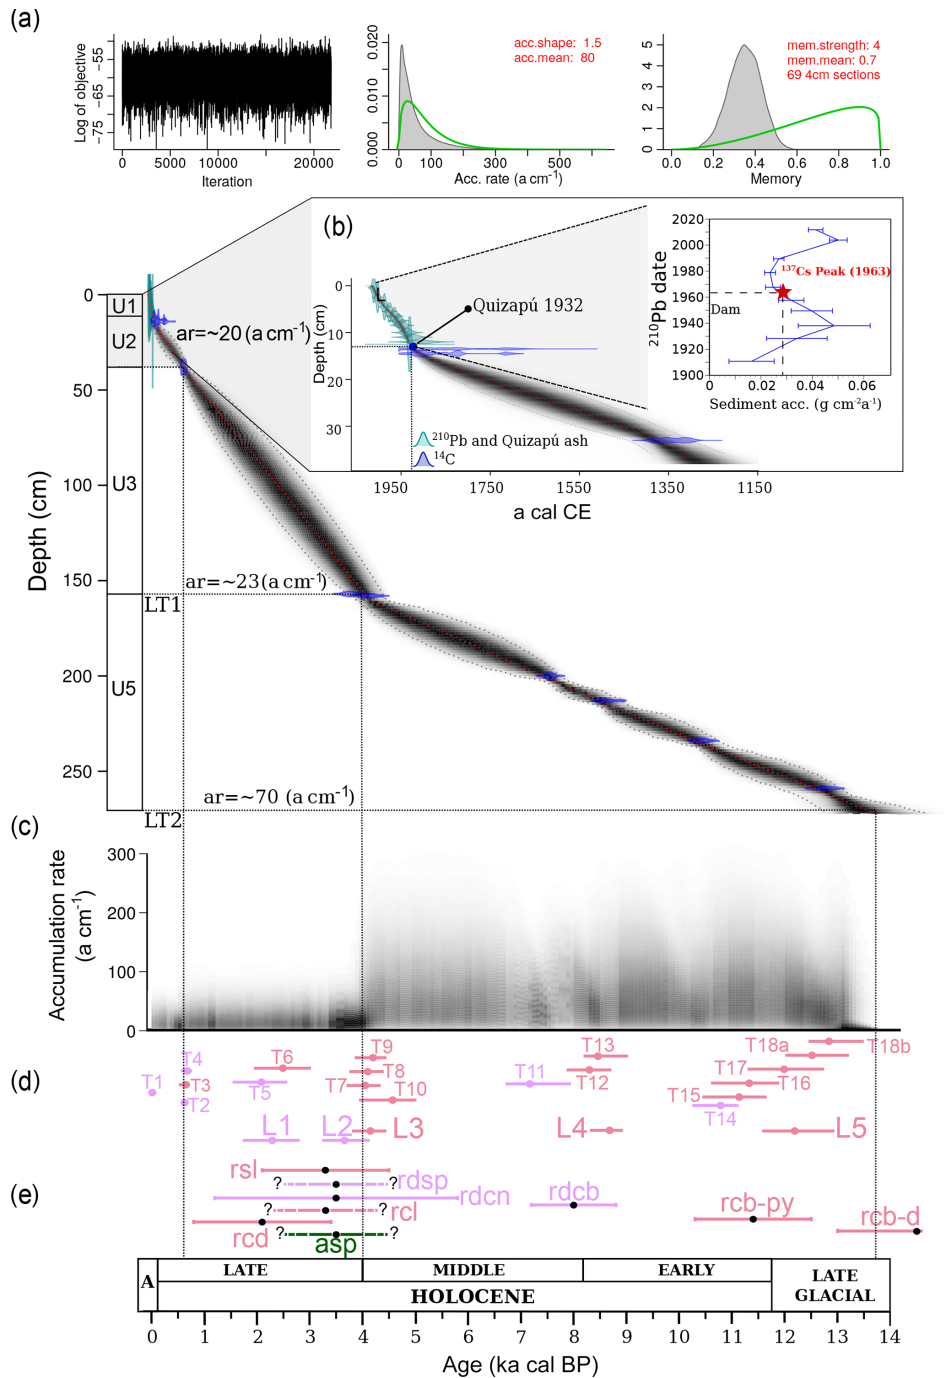 (a)
Log of objective
−55
−65
−75
0
5000
10000
20000
Iteration
acc.shape: 1.5
acc.mean: 80
0.020
0.010
0.000
0
100
300
500
Acc. rate (a cm⁻¹)
mem.strength: 4
mem.mean: 0.7
69 4cm sections
5
4
3
2
1
0
0.0
0.2
0.4
0.6
0.8
1.0
Memory
(b)
0
10
20
30
Depth (cm)
L
Quizapú 1932
²¹⁰Pb and Quizapú ash
¹⁴C
1950
1750
1550
1350
1150
a cal CE
2020
2000
1980
1960
1940
1920
1900
²¹⁰Pb date
¹³⁷Cs Peak (1963)
Dam
0
0.02
0.04
0.06
Sediment acc. (g cm⁻²a⁻¹)
0
50
100
150
200
250
Depth (cm)
U1
U2
U3
U5
ar=~20 (a cm⁻¹)
ar=~23 (a cm⁻¹)
LT1
ar=~70 (a cm⁻¹)
LT2
(c)
Accumulation rate
(a cm⁻¹)
300
200
100
0
(d)
T1
T4
T3
T2
T6
T5
T9
T8
T7
T10
T11
T13
T12
T18a
T18b
T17
T16
T15
T14
L1
L2
L3
L4
L5
(e)
rsl
? ? rdsp
rdcn
rdcb
? ? rcl
rcd
? ? asp
rcb-py
rcb-d
A
LATE
MIDDLE
EARLY
LATE
GLACIAL
HOLOCENE
0 1 2 3 4 5 6 7 8 9 10 11 12 13 14
Age (ka cal BP)